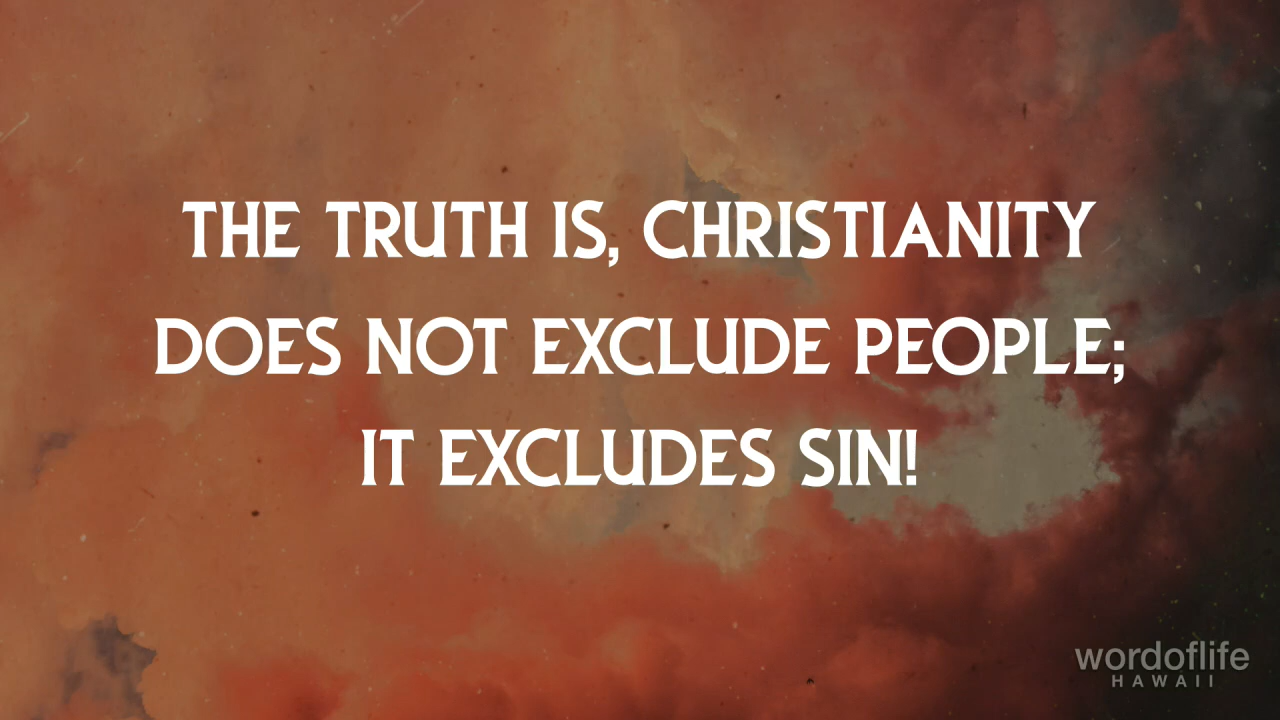 THE TRUTH IS, CHRISTIANITY
DOES NOT EXCLUDE PEOPLE;
IT EXCLUDES SIN!
wordoflife
HAWAII